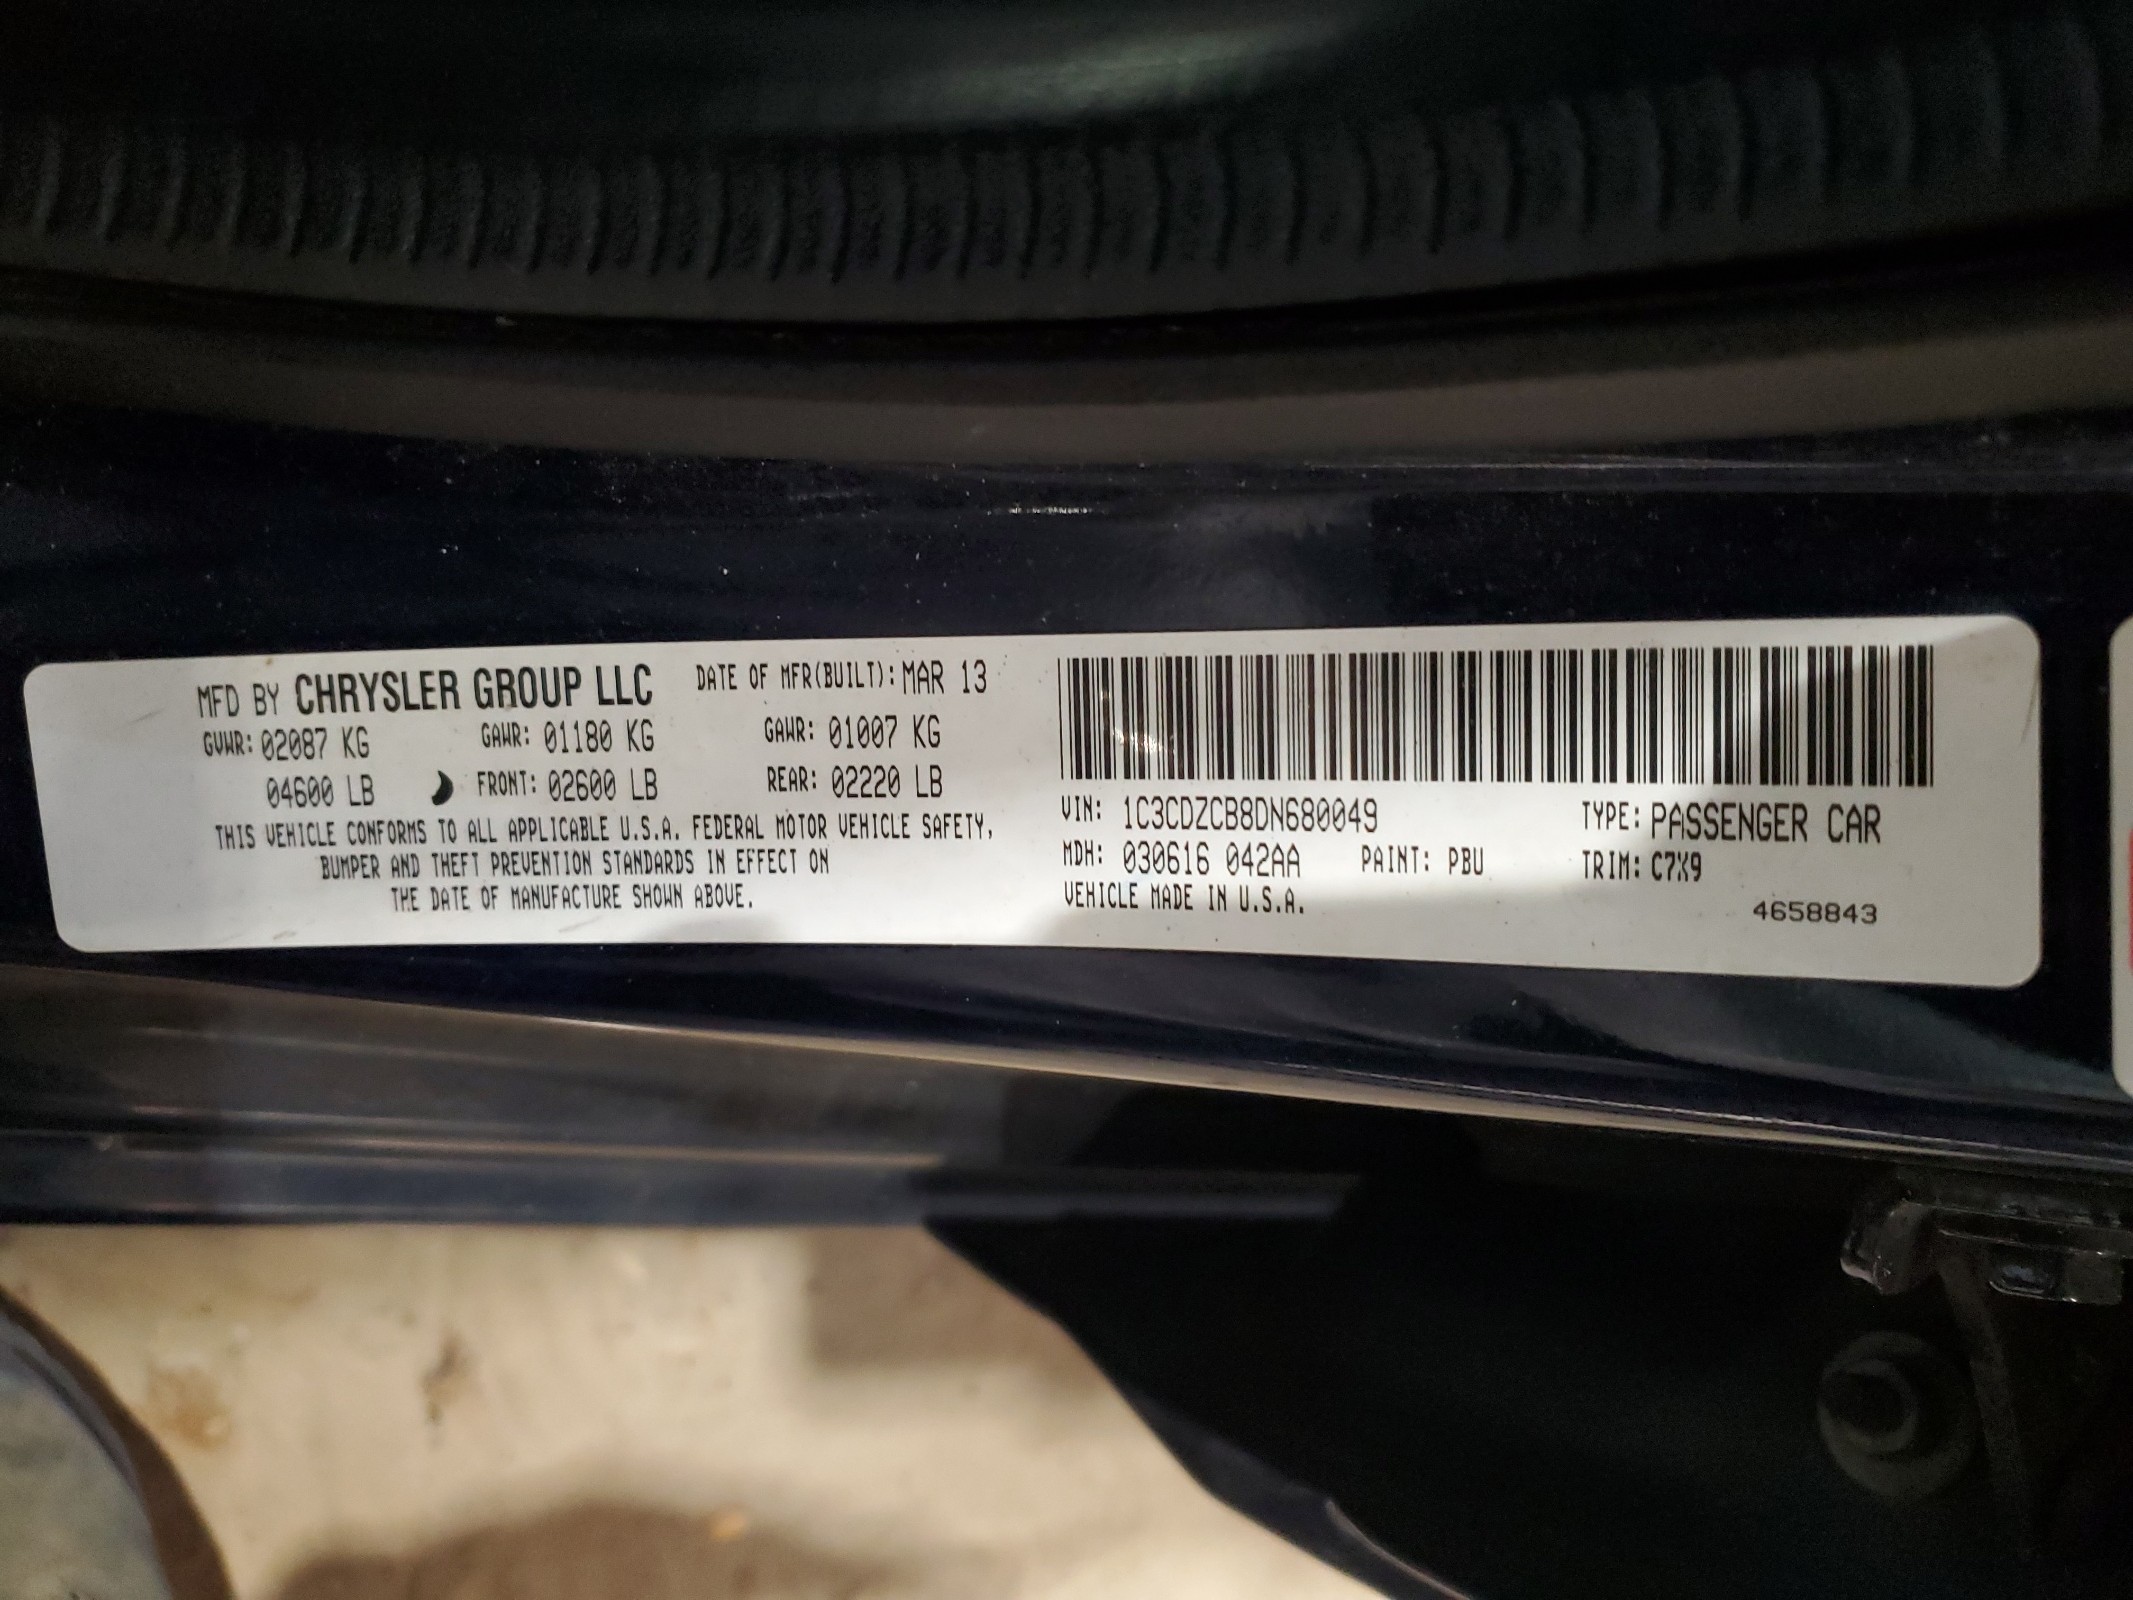 MFD BY CHRYSLER GROUP LLC DATE OF MFR(BUILT): MAR 13
GVWR: 02087 KG GAWR: 01180 KG GAWR: 01007 KG
04600 LB FRONT: 02600 LB REAR: 02220 LB
THIS VEHICLE CONFORMS TO ALL APPLICABLE U.S.A. FEDERAL MOTOR VEHICLE SAFETY,
BUMPER AND THEFT PREVENTION STANDARDS IN EFFECT ON
THE DATE OF MANUFACTURE SHOWN ABOVE.
VIN: 1C3CDZCB8DN680049 TYPE: PASSENGER CAR
MDH: 030616 042AA PAINT: PBU TRIM: C7X9
VEHICLE MADE IN U.S.A.
4658843